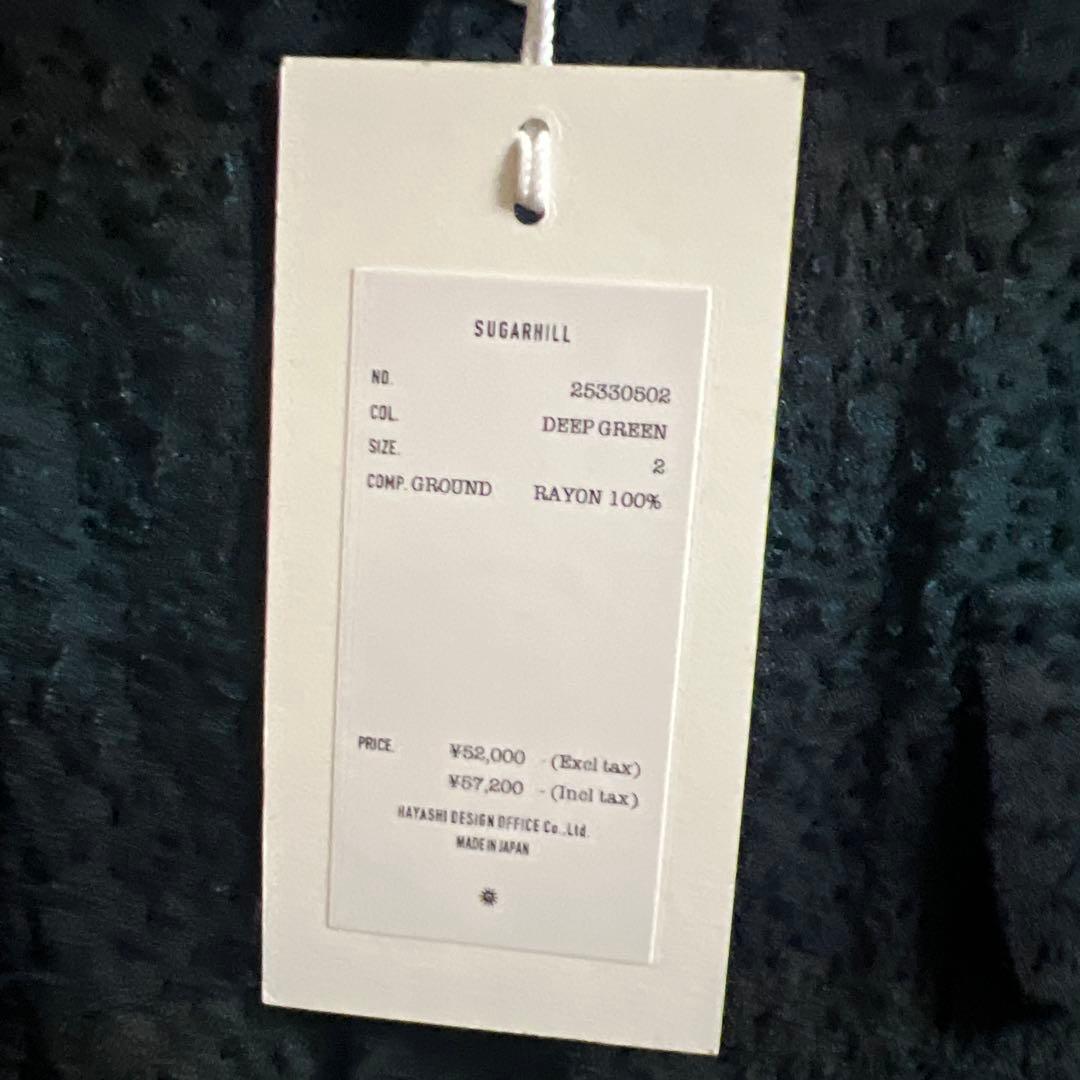 SUGARHILL
NO. 25330502
COL. DEEP GREEN
SIZE. 2
COMP. GROUND RAYON 100%
PRICE. ¥52,000 - (Excl tax)
¥57,200 - (Incl tax)
HAYASHI DESIGN OFFICE Co.,Ltd.
MADE IN JAPAN